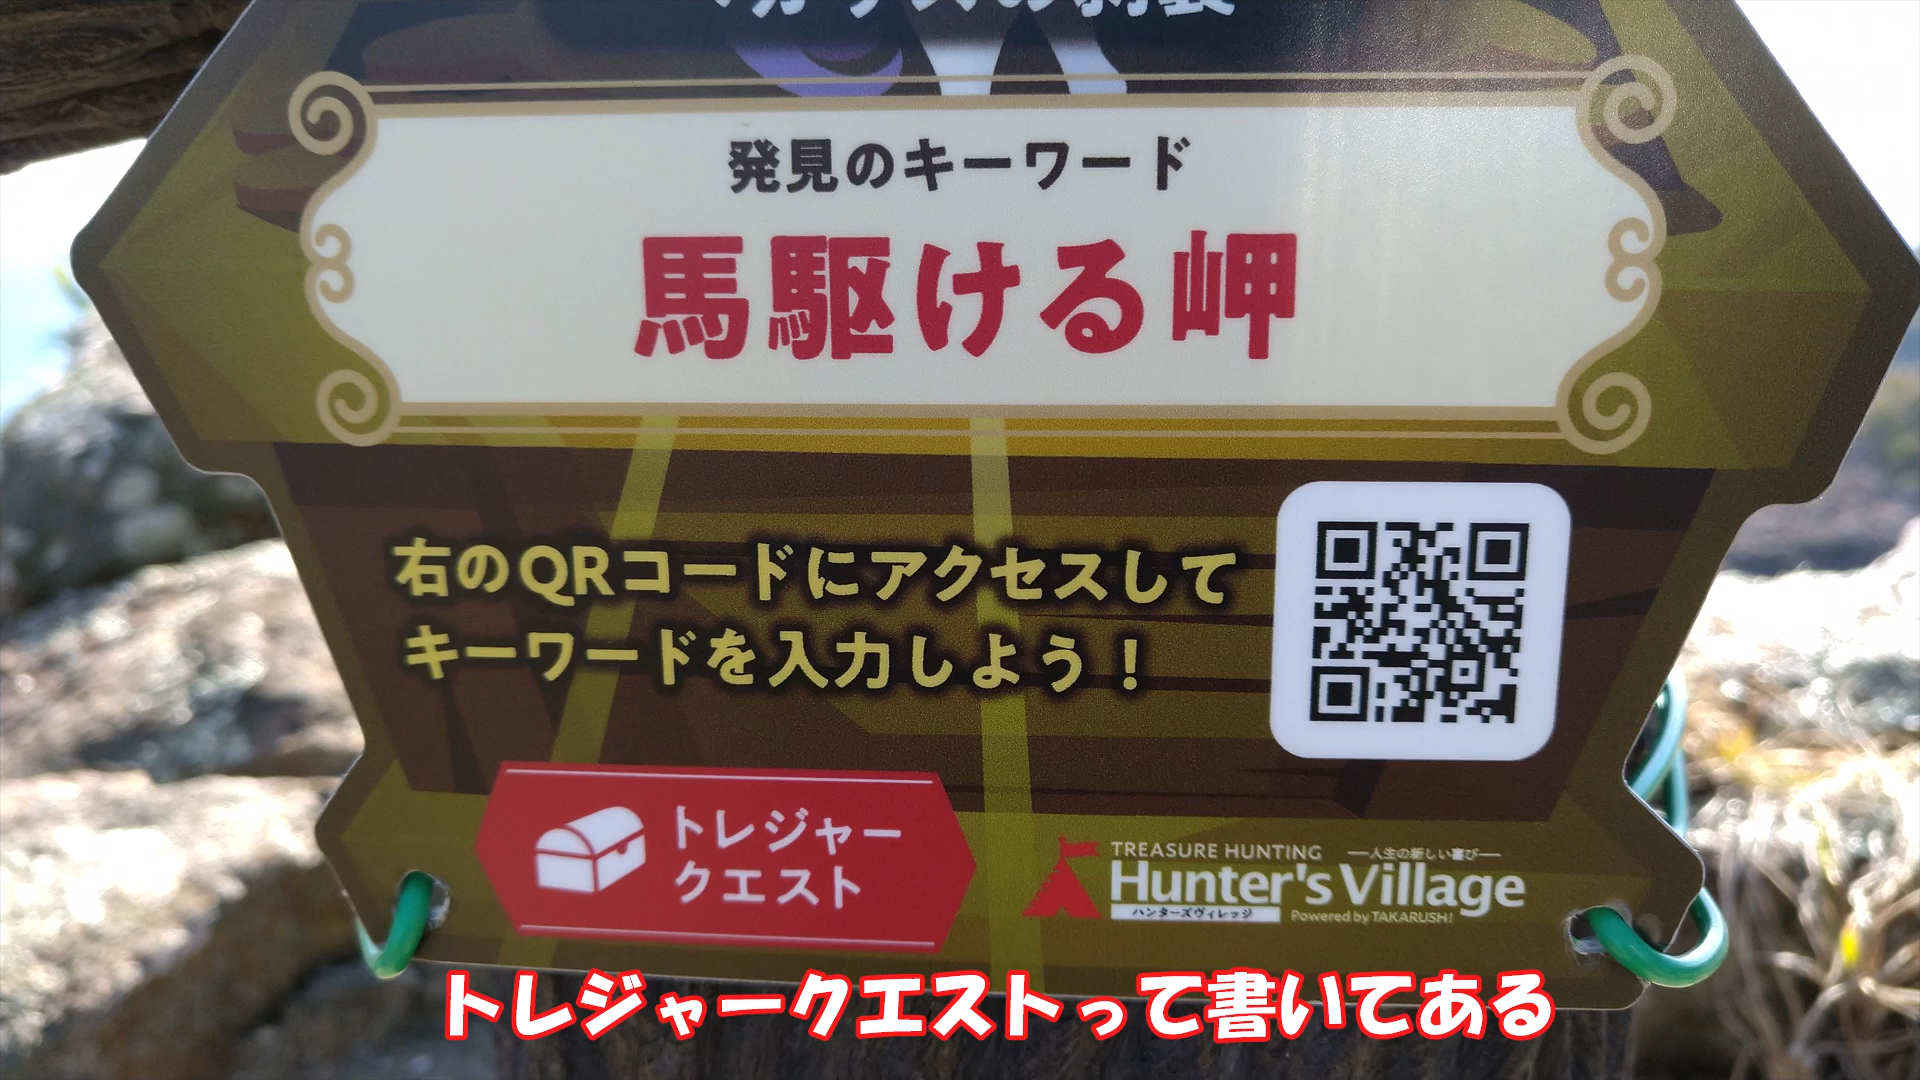 発見のキーワード
馬駆ける岬
右のQRコードにアクセスして
キーワードを入力しよう！
トレジャー
クエスト
TREASURE HUNTING ―人生の新しい喜び―
Hunter's Village
ハンターズヴィレッジ Powered by TAKARUSH!
トレジャークエストって書いてある